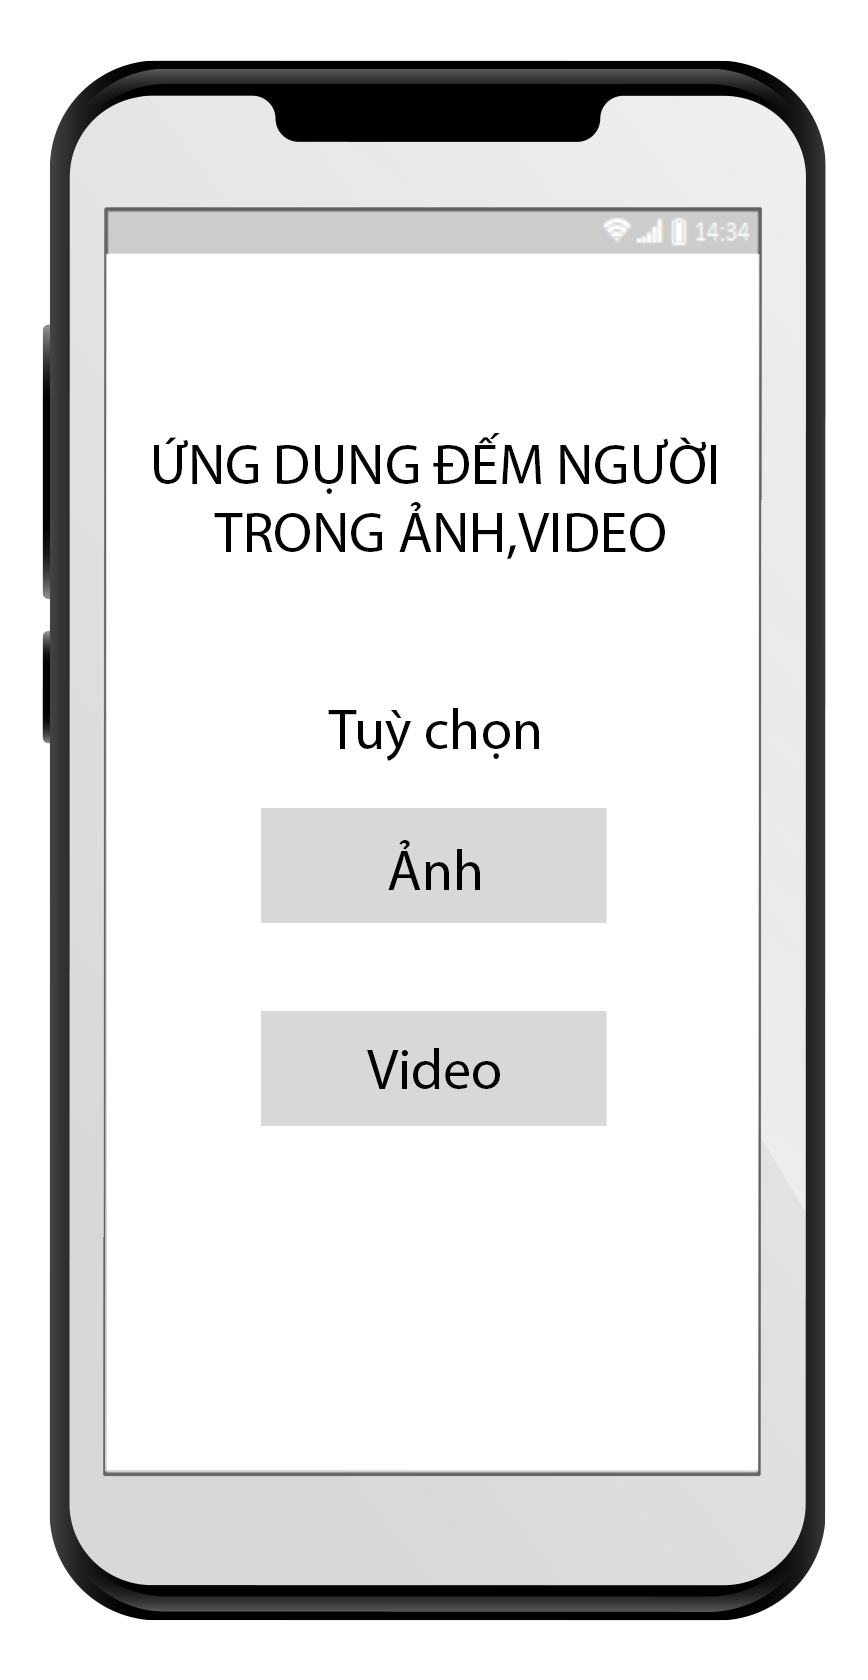 14:34
ỨNG DỤNG ĐẾM NGƯỜI
TRONG ẢNH,VIDEO
Tuỳ chọn
Ảnh
Video